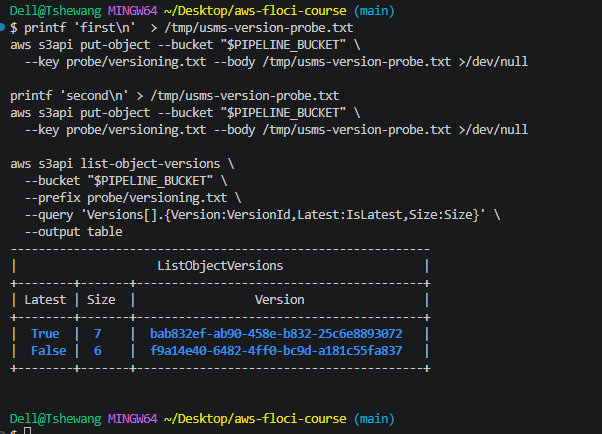 Dell@Tshewang MINGW64 ~/Desktop/aws-floci-course (main)
$ printf 'first\n'  > /tmp/usms-version-probe.txt
aws s3api put-object --bucket "$PIPELINE_BUCKET" \
  --key probe/versioning.txt --body /tmp/usms-version-probe.txt >/dev/null

printf 'second\n' > /tmp/usms-version-probe.txt
aws s3api put-object --bucket "$PIPELINE_BUCKET" \
  --key probe/versioning.txt --body /tmp/usms-version-probe.txt >/dev/null

aws s3api list-object-versions \
  --bucket "$PIPELINE_BUCKET" \
  --prefix probe/versioning.txt \
  --query 'Versions[].{Version:VersionId,Latest:IsLatest,Size:Size}' \
  --output table
-----------------------------------------------------------
|                   ListObjectVersions                    |
+--------+-------+----------------------------------------+
| Latest | Size  |                Version                 |
+--------+-------+----------------------------------------+
|  True  |  7    |  bab832ef-ab90-458e-b832-25c6e8893072  |
|  False |  6    |  f9a14e40-6482-4ff0-bc9d-a181c55fa837  |
+--------+-------+----------------------------------------+

Dell@Tshewang MINGW64 ~/Desktop/aws-floci-course (main)
$